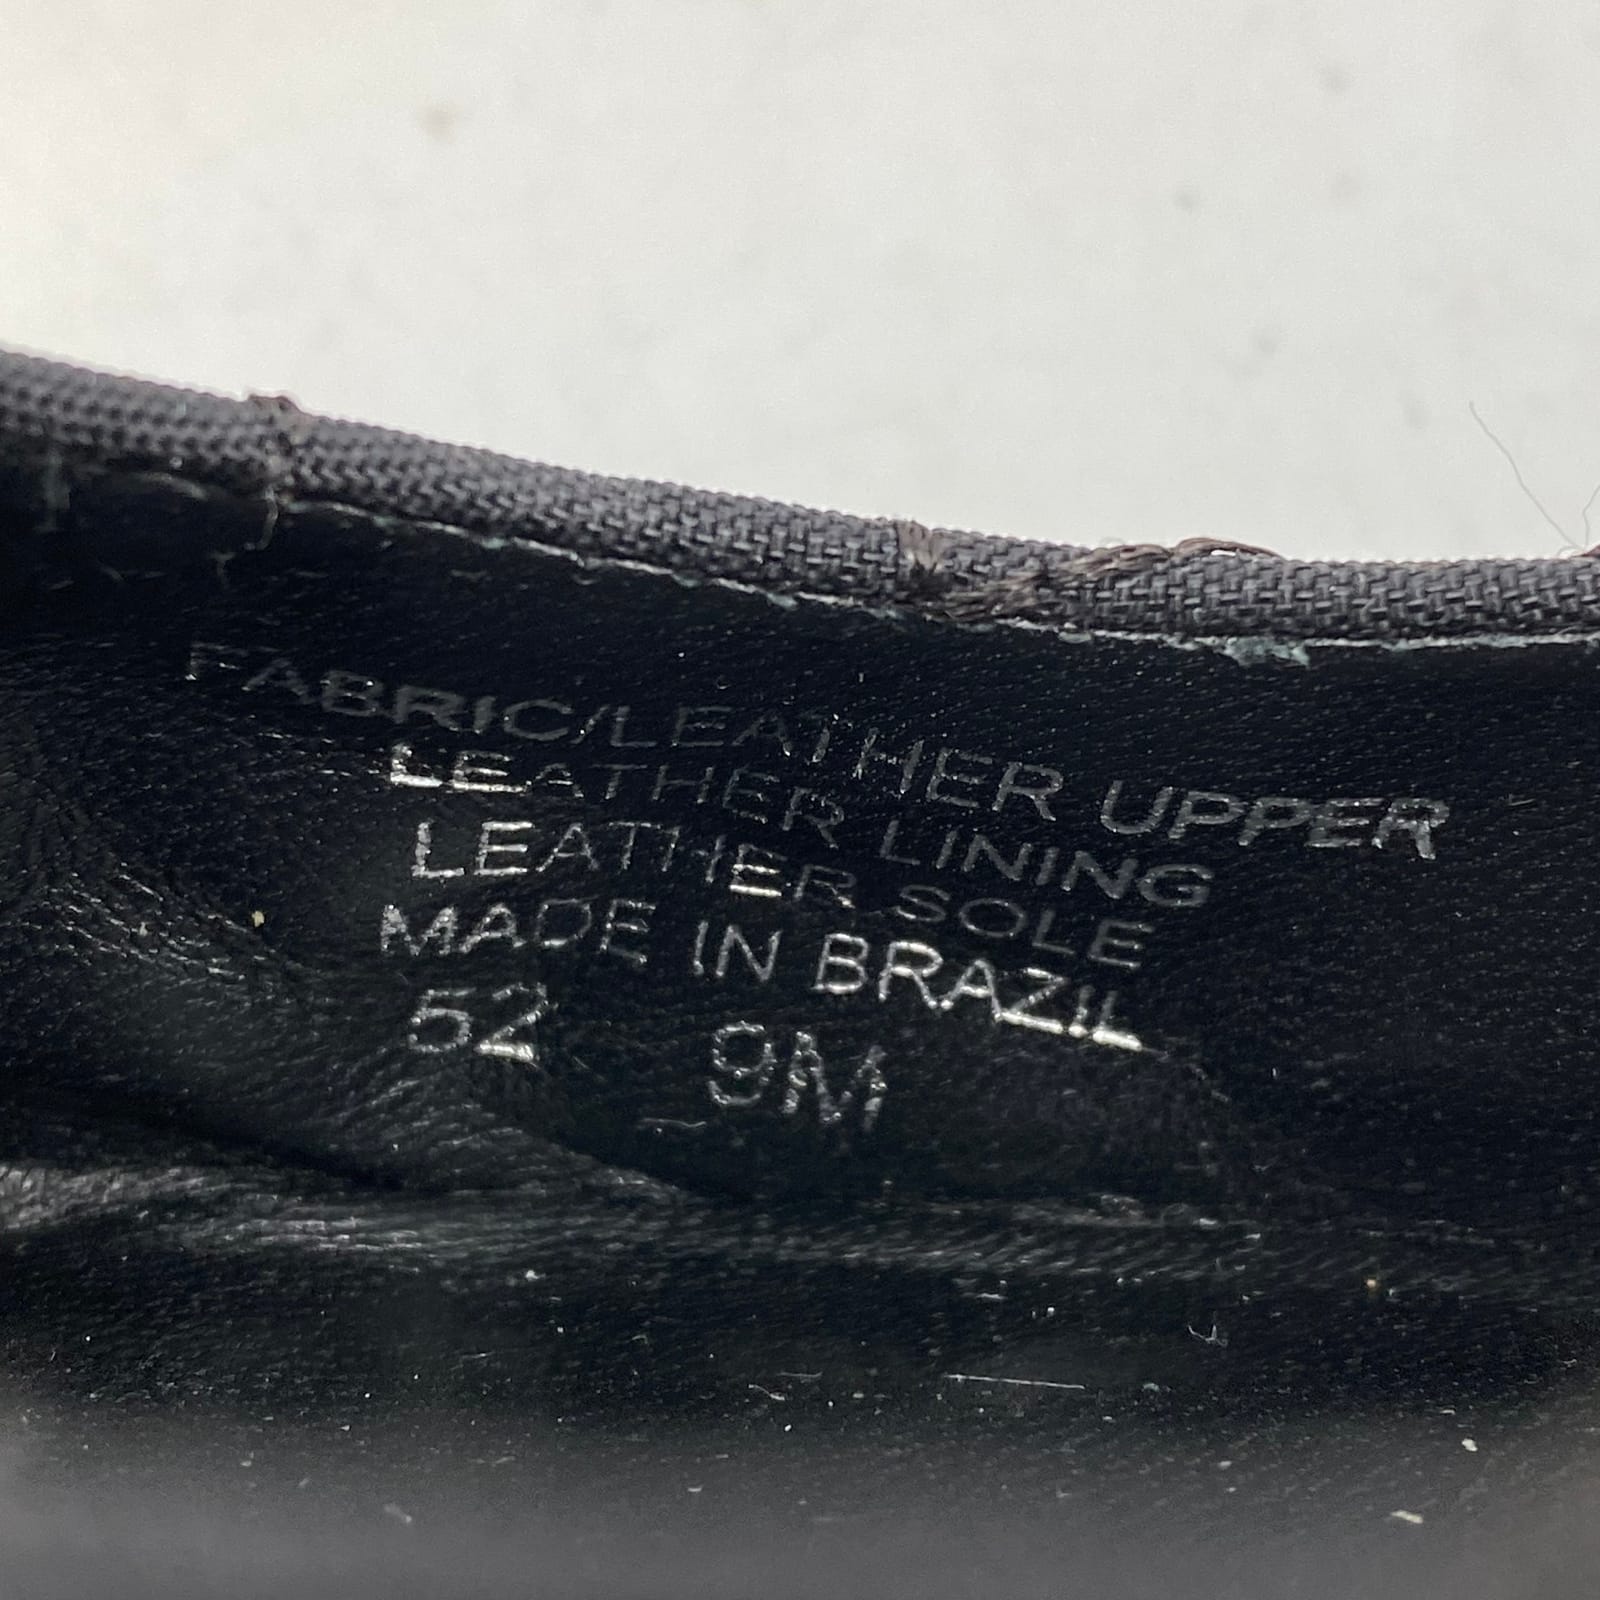 FABRIC/LEATHER UPPER
LEATHER LINING
LEATHER SOLE
MADE IN BRAZIL
52 9M